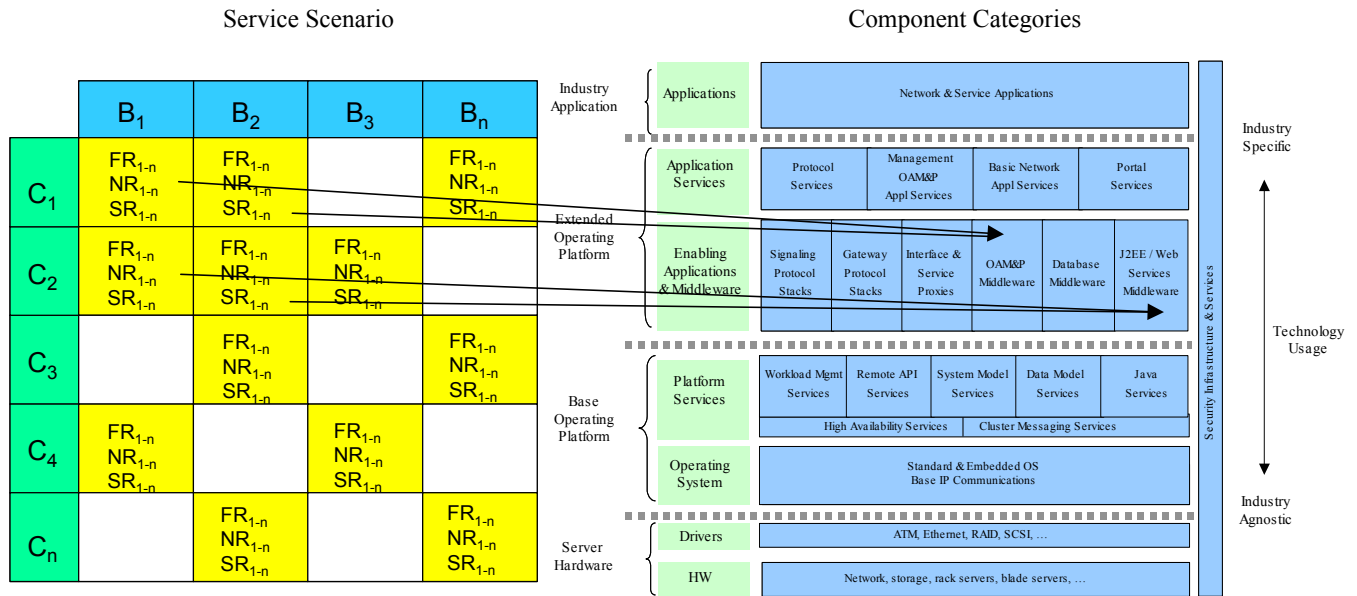 Service Scenario
Component Categories
B1
B2
B3
Bn
C1
FR1-n
NR1-n
SR1-n
FR1-n
NR1-n
SR1-n
FR1-n
NR1-n
SR1-n
C2
FR1-n
NR1-n
SR1-n
FR1-n
NR1-n
SR1-n
FR1-n
NR1-n
SR1-n
C3
FR1-n
NR1-n
SR1-n
FR1-n
NR1-n
SR1-n
C4
FR1-n
NR1-n
SR1-n
FR1-n
NR1-n
SR1-n
Cn
FR1-n
NR1-n
SR1-n
FR1-n
NR1-n
SR1-n
Industry
Application
Applications
Network & Service Applications
Extended
Operating
Platform
Application
Services
Protocol
Services
Management
OAM&P
Appl Services
Basic Network
Appl Services
Portal
Services
Enabling
Applications
& Middleware
Signaling
Protocol
Stacks
Gateway
Protocol
Stacks
Interface &
Service
Proxies
OAM&P
Middleware
Database
Middleware
J2EE / Web
Services
Middleware
Base
Operating
Platform
Platform
Services
Workload Mgmt
Services
Remote API
Services
System Model
Services
Data Model
Services
Java
Services
High Availability Services
Cluster Messaging Services
Operating
System
Standard & Embedded OS
Base IP Communications
Server
Hardware
Drivers
ATM, Ethernet, RAID, SCSI, …
HW
Network, storage, rack servers, blade servers, …
Security Infrastructure & Services
Industry
Specific
Technology
Usage
Industry
Agnostic